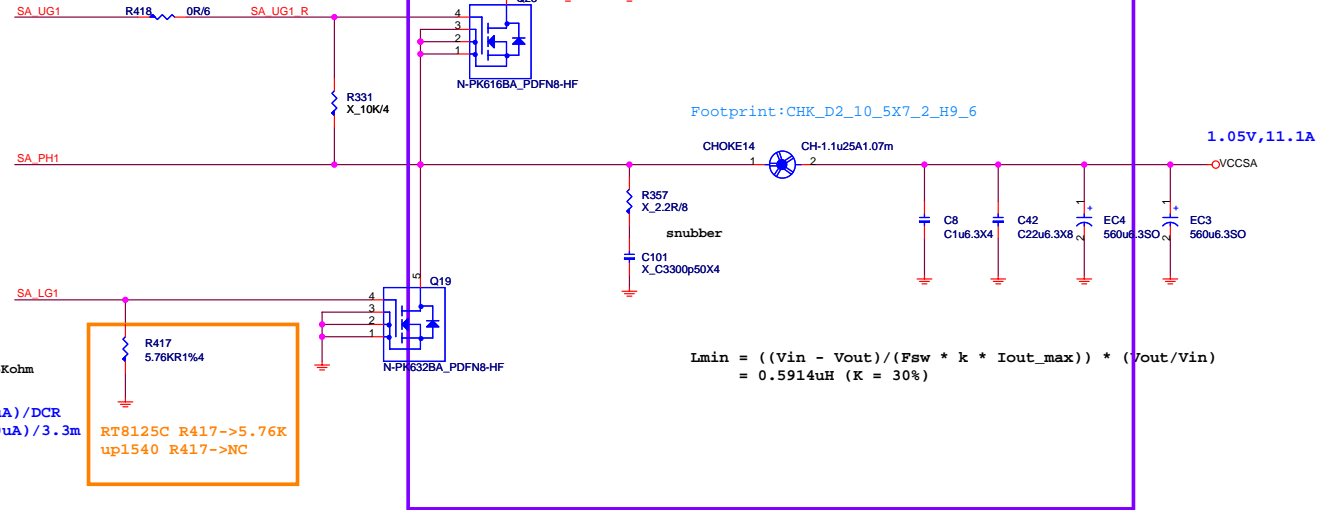 SA_UG1
R418
0R/6
SA_UG1_R
4
3
2
1
N-PK616BA_PDFN8-HF
R331
X_10K/4
Footprint:CHK_D2_10_5X7_2_H9_6
1.05V,11.1A
SA_PH1
CHOKE14
CH-1.1u25A1.07m
1
2
VCCSA
R357
X_2.2R/8
snubber
C101
X_C3300p50X4
C8
C1u6.3X4
C42
C22u6.3X8
1
+
2
EC4
560u6.3SO
1
+
2
EC3
560u6.3SO
SA_LG1
5
Q19
4
3
2
1
N-PK632BA_PDFN8-HF
R417
5.76KR1%4
Kohm
Lmin = ((Vin - Vout)/(Fsw * k * Iout_max)) * (Vout/Vin)
= 0.5914uH (K = 30%)
A)/DCR
uA)/3.3m
RT8125C R417->5.76K
up1540 R417->NC